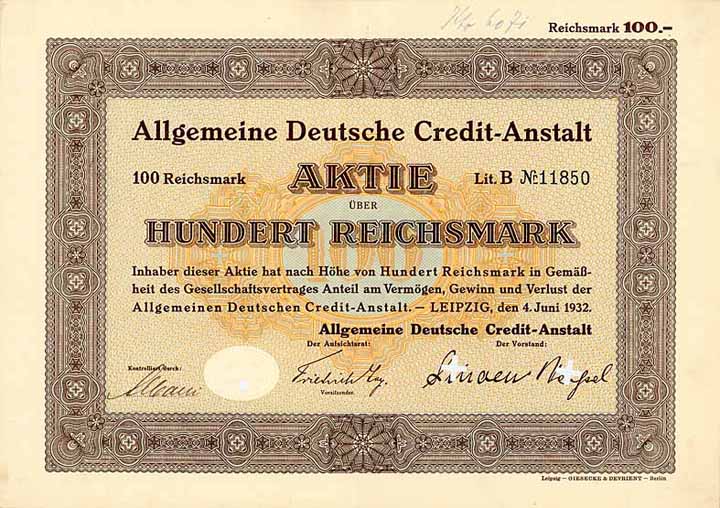 Reichsmark 100.-
Allgemeine Deutsche Credit-Anstalt
100 Reichsmark AKTIE Lit. B № 11850
ÜBER
HUNDERT REICHSMARK
Inhaber dieser Aktie hat nach Höhe von Hundert Reichsmark in Gemäß-
heit des Gesellschaftsvertrages Anteil am Vermögen, Gewinn und Verlust der
Allgemeinen Deutschen Credit-Anstalt. — LEIPZIG, den 4. Juni 1932.
Allgemeine Deutsche Credit-Anstalt
Der Aufsichtsrat: Der Vorstand:
Kontrolliert durch:
Vorsitzender.
Leipzig — GIESECKE & DEVRIENT — Berlin